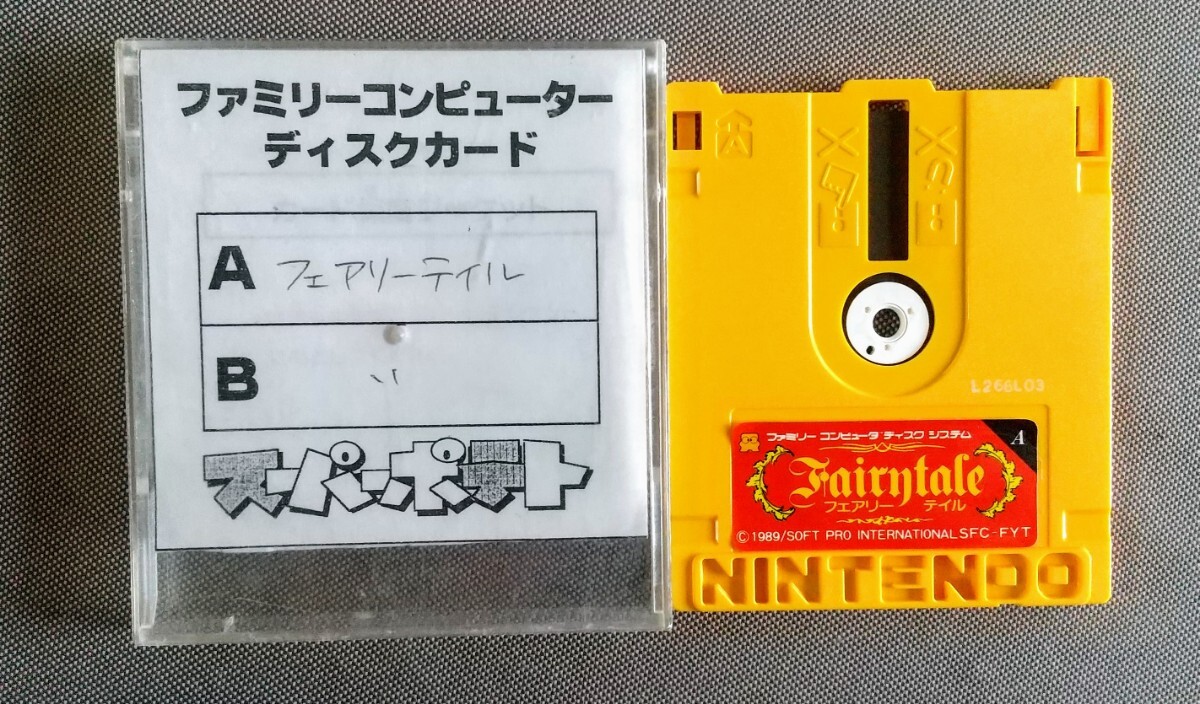 ファミリーコンピューター
ディスクカード
A フェアリーテイル
B 〃
スーパーポテト
L266L03
ファミリー コンピュータ ディスク システム
A
Fairytale
フェアリー テイル
©1989/SOFT PRO INTERNATIONAL SFC-FYT
NINTENDO